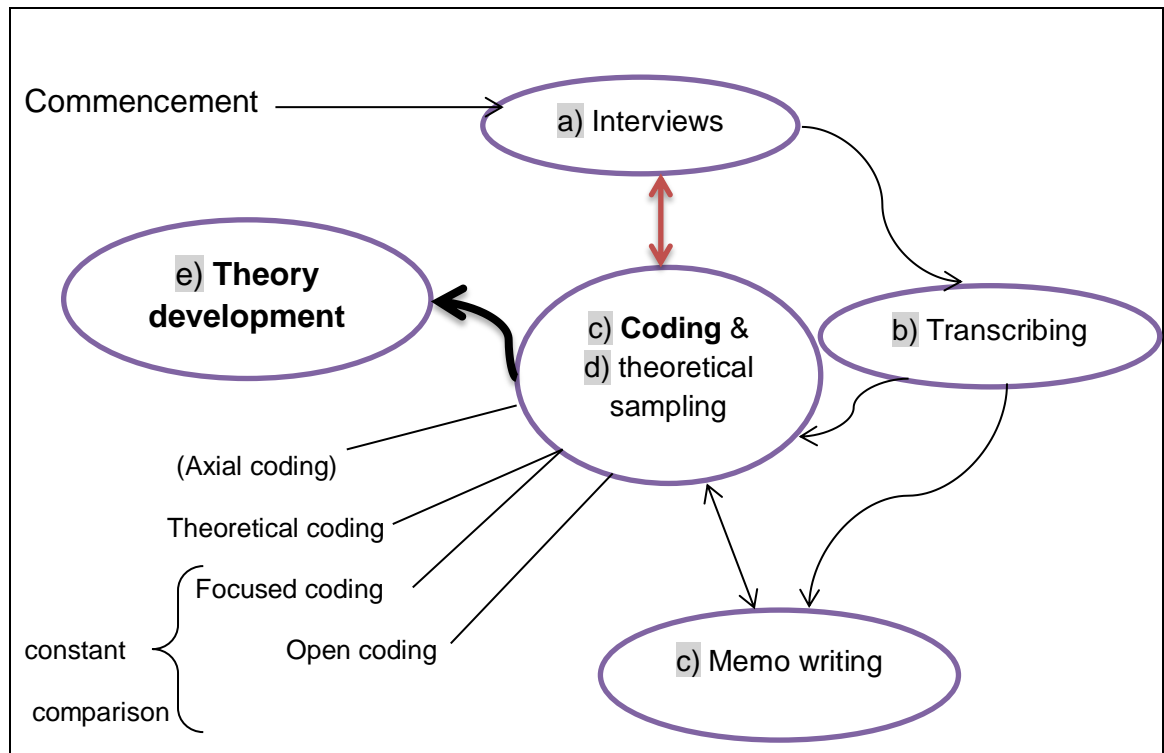 Commencement
a) Interviews
e) Theory
development
c) Coding &
d) theoretical
sampling
b) Transcribing
(Axial coding)
Theoretical coding
Focused coding
constant
Open coding
comparison
c) Memo writing